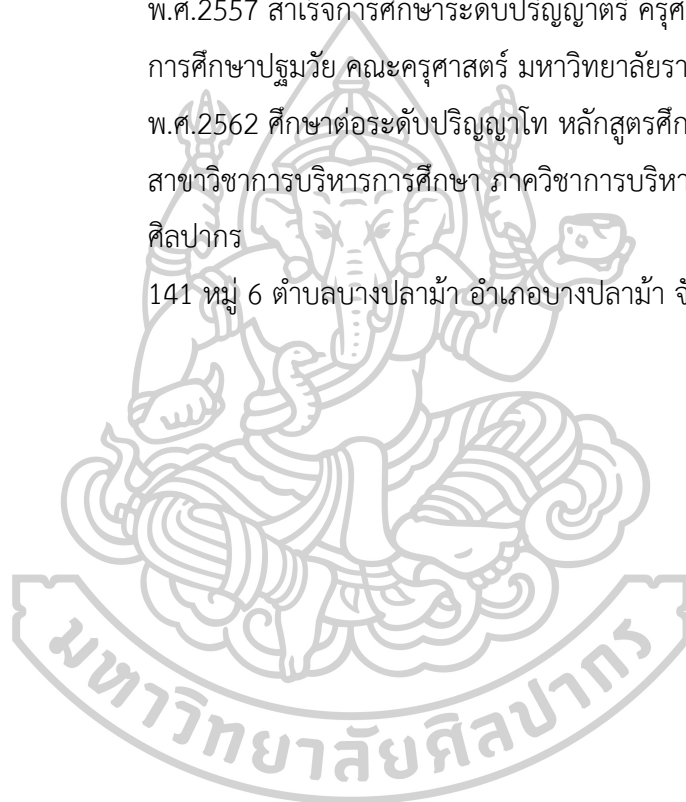 พ.ศ.2557 สำเร็จการศึกษาระดับปริญญาตรี ครุศ
การศึกษาปฐมวัย คณะครุศาสตร์ มหาวิทยาลัยรา
พ.ศ.2562 ศึกษาต่อระดับปริญญาโท หลักสูตรศึก
สาขาวิชาการบริหารการศึกษา ภาควิชาการบริหา
ศิลปากร
141 หมู่ 6 ตำบลบางปลาม้า อำเภอบางปลาม้า จั
มหาวิทยาลัยศิลปากร